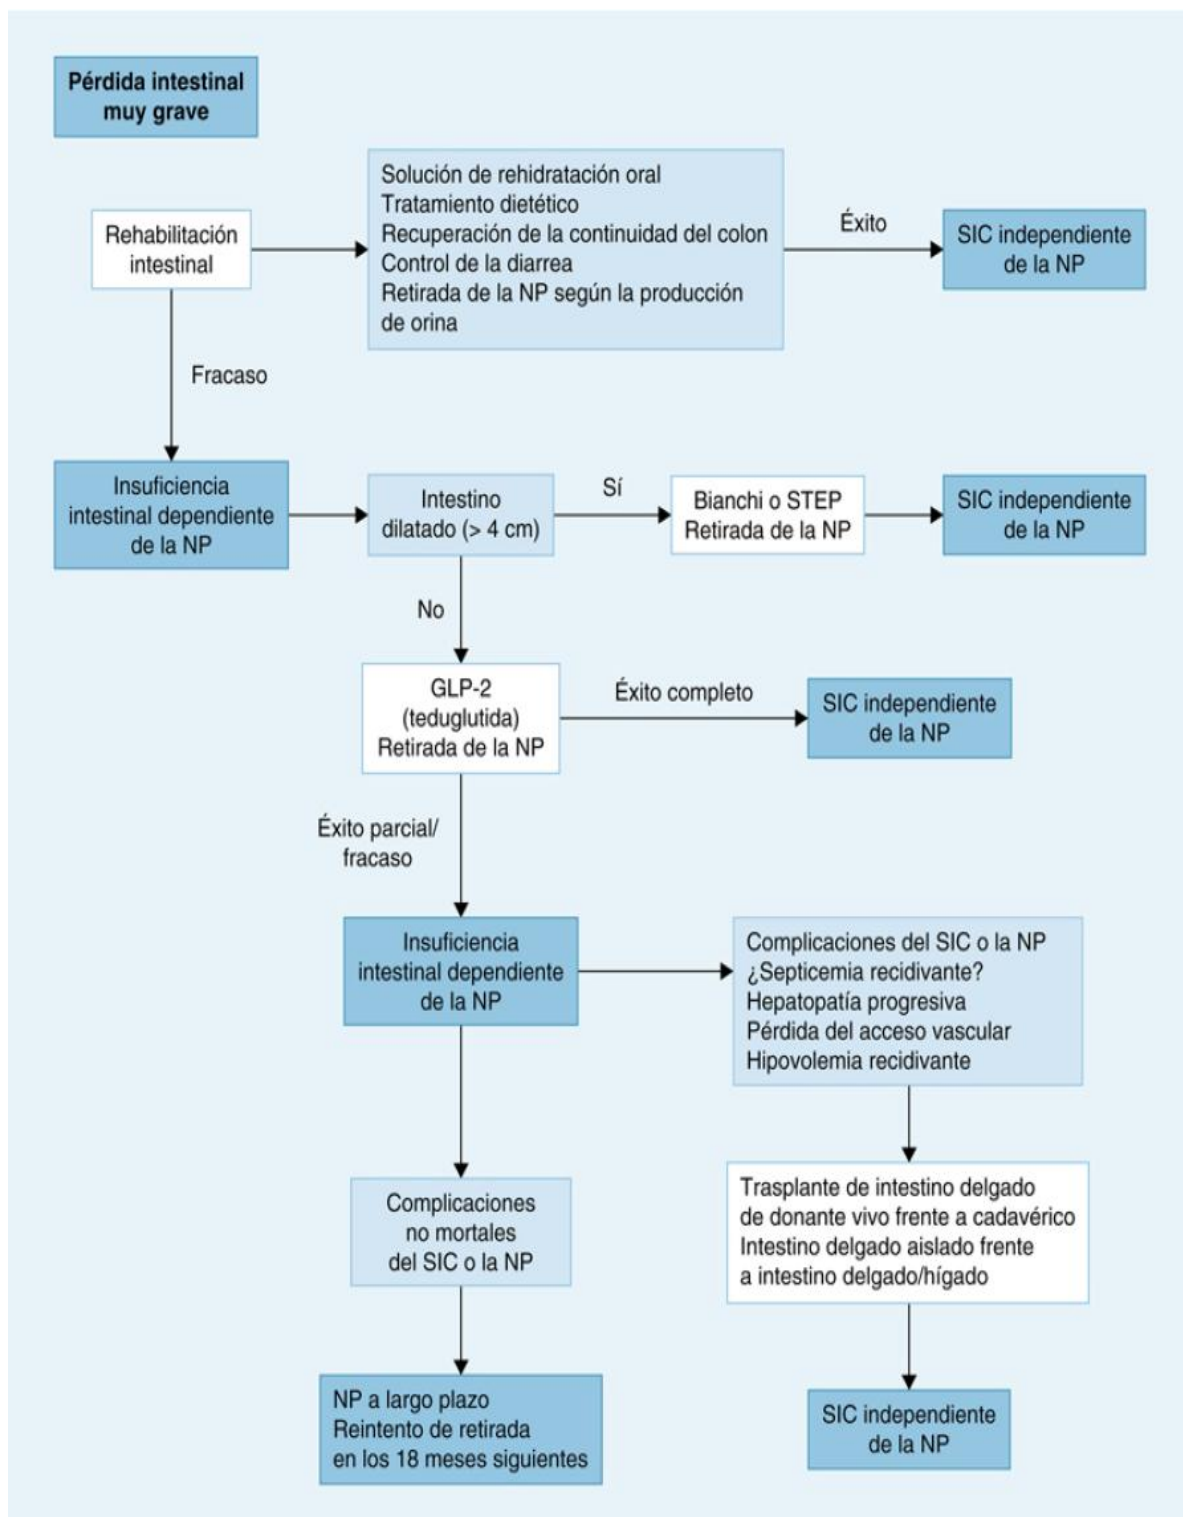 Pérdida intestinal
muy grave
Rehabilitación
intestinal
Solución de rehidratación oral
Tratamiento dietético
Recuperación de la continuidad del colon
Control de la diarrea
Retirada de la NP según la producción
de orina
Éxito
SIC independiente
de la NP
Fracaso
Insuficiencia
intestinal dependiente
de la NP
Intestino
dilatado (> 4 cm)
Sí
Bianchi o STEP
Retirada de la NP
SIC independiente
de la NP
No
GLP-2
(teduglutida)
Retirada de la NP
Éxito completo
SIC independiente
de la NP
Éxito parcial/
fracaso
Insuficiencia
intestinal dependiente
de la NP
Complicaciones del SIC o la NP
¿Septicemia recidivante?
Hepatopatía progresiva
Pérdida del acceso vascular
Hipovolemia recidivante
Complicaciones
no mortales
del SIC o la NP
Trasplante de intestino delgado
de donante vivo frente a cadavérico
Intestino delgado aislado frente
a intestino delgado/hígado
NP a largo plazo
Reintento de retirada
en los 18 meses siguientes
SIC independiente
de la NP